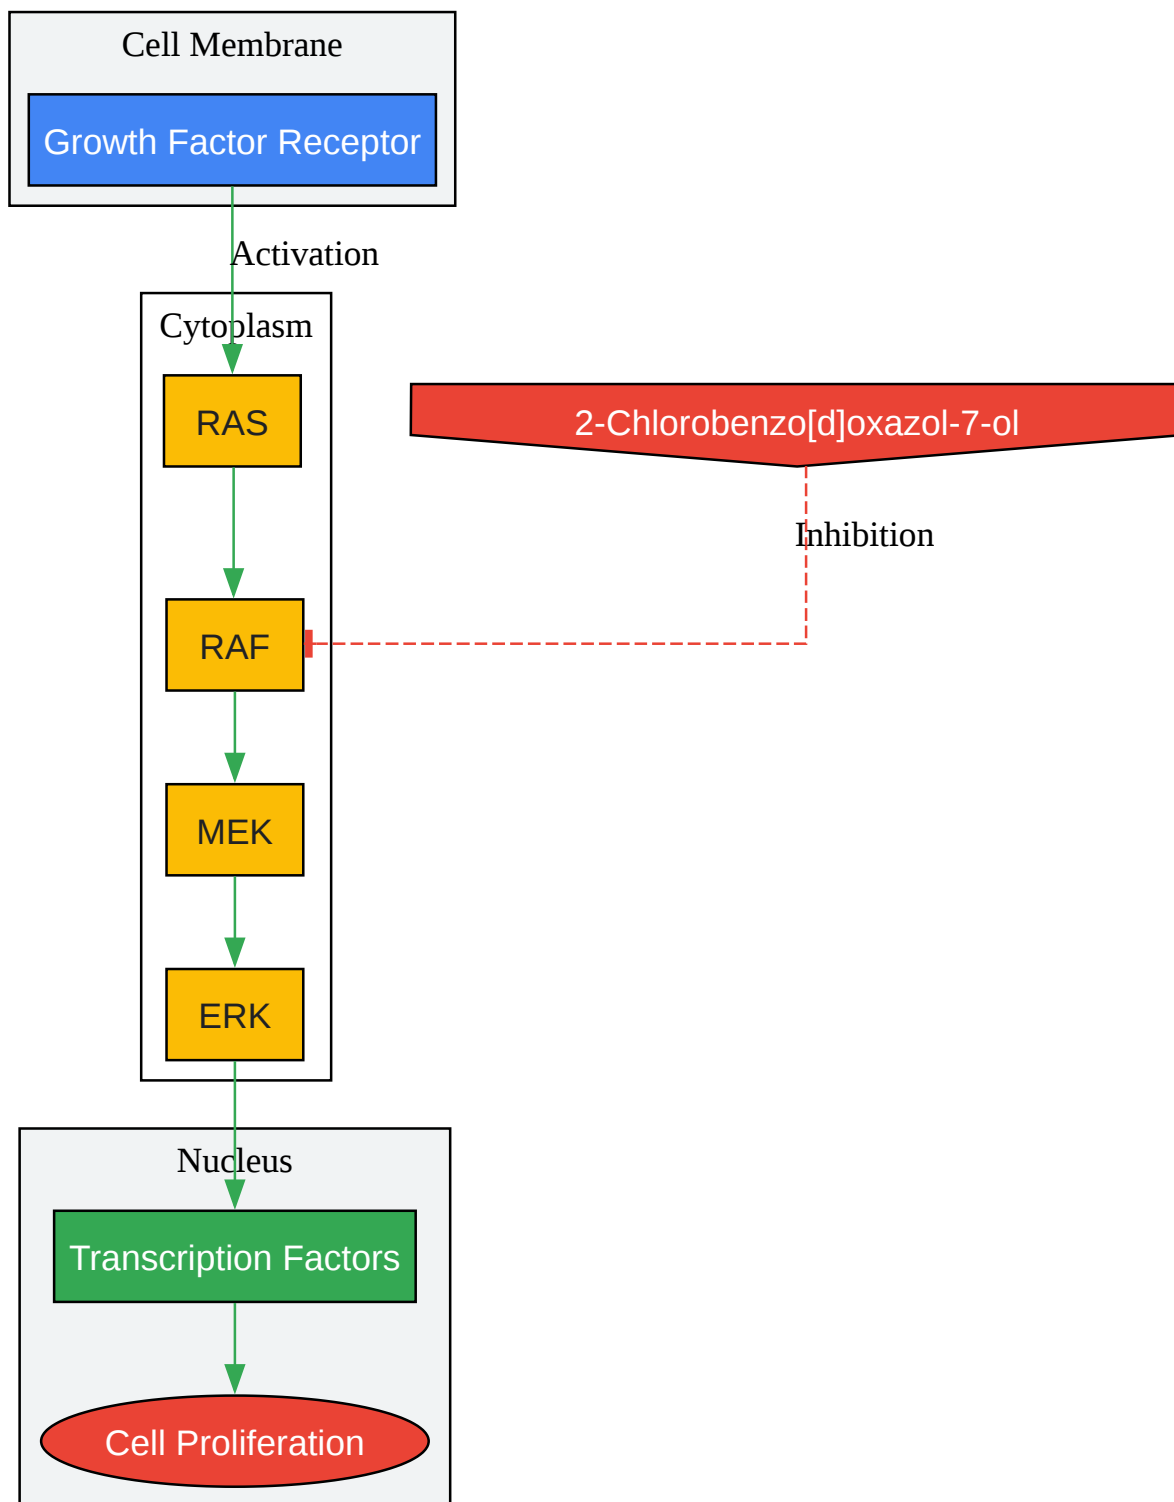 Cell Membrane
Growth Factor Receptor
Activation
Cytoplasm
RAS
2-Chlorobenzo[d]oxazol-7-ol
Inhibition
RAF
MEK
ERK
Nucleus
Transcription Factors
Cell Proliferation